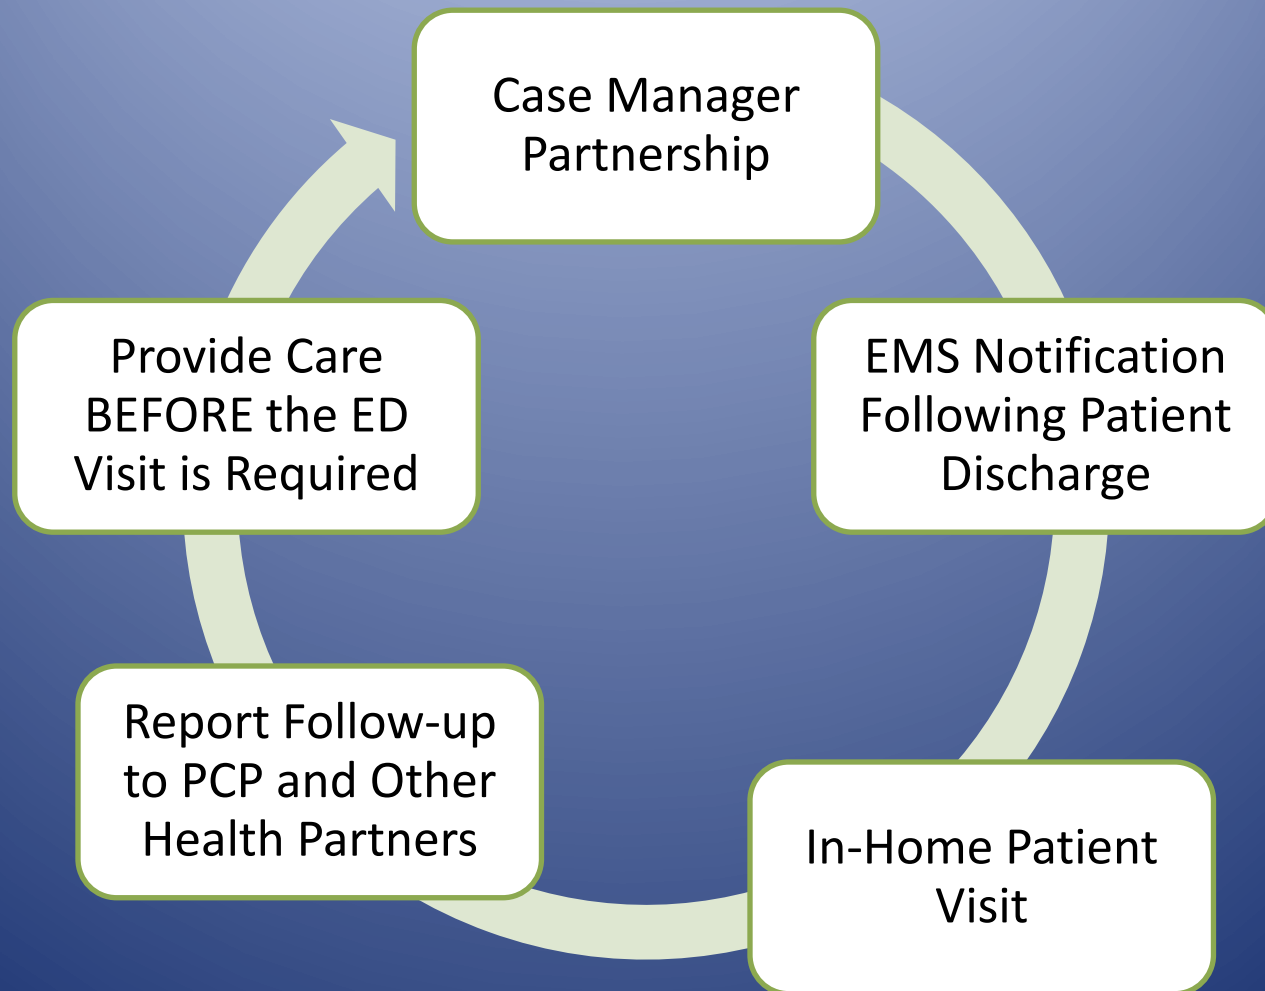 Case Manager
Partnership
EMS Notification
Following Patient
Discharge
In-Home Patient
Visit
Report Follow-up
to PCP and Other
Health Partners
Provide Care
BEFORE the ED
Visit is Required